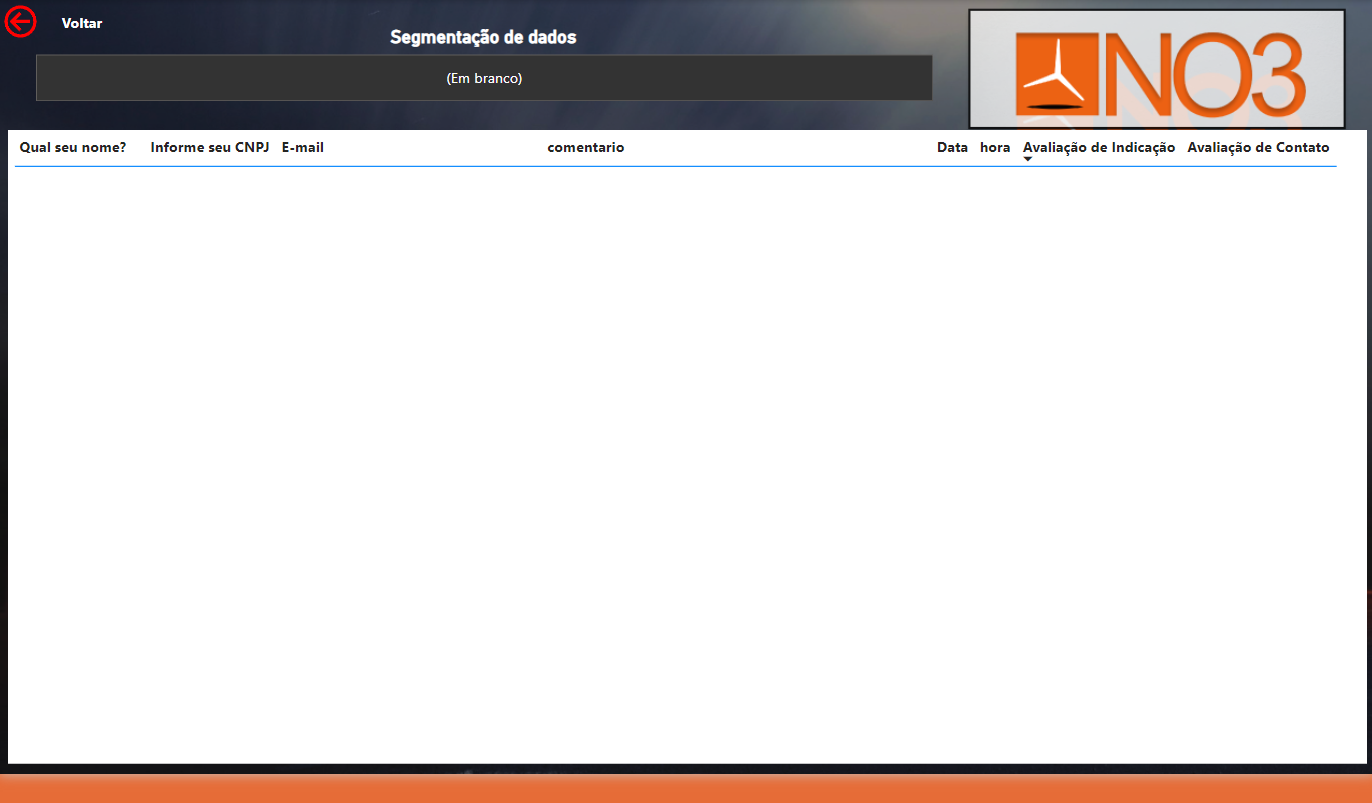 Voltar
Segmentação de dados
(Em branco)
NO3
Qual seu nome? Informe seu CNPJ E-mail comentario Data hora Avaliação de Indicação Avaliação de Contato